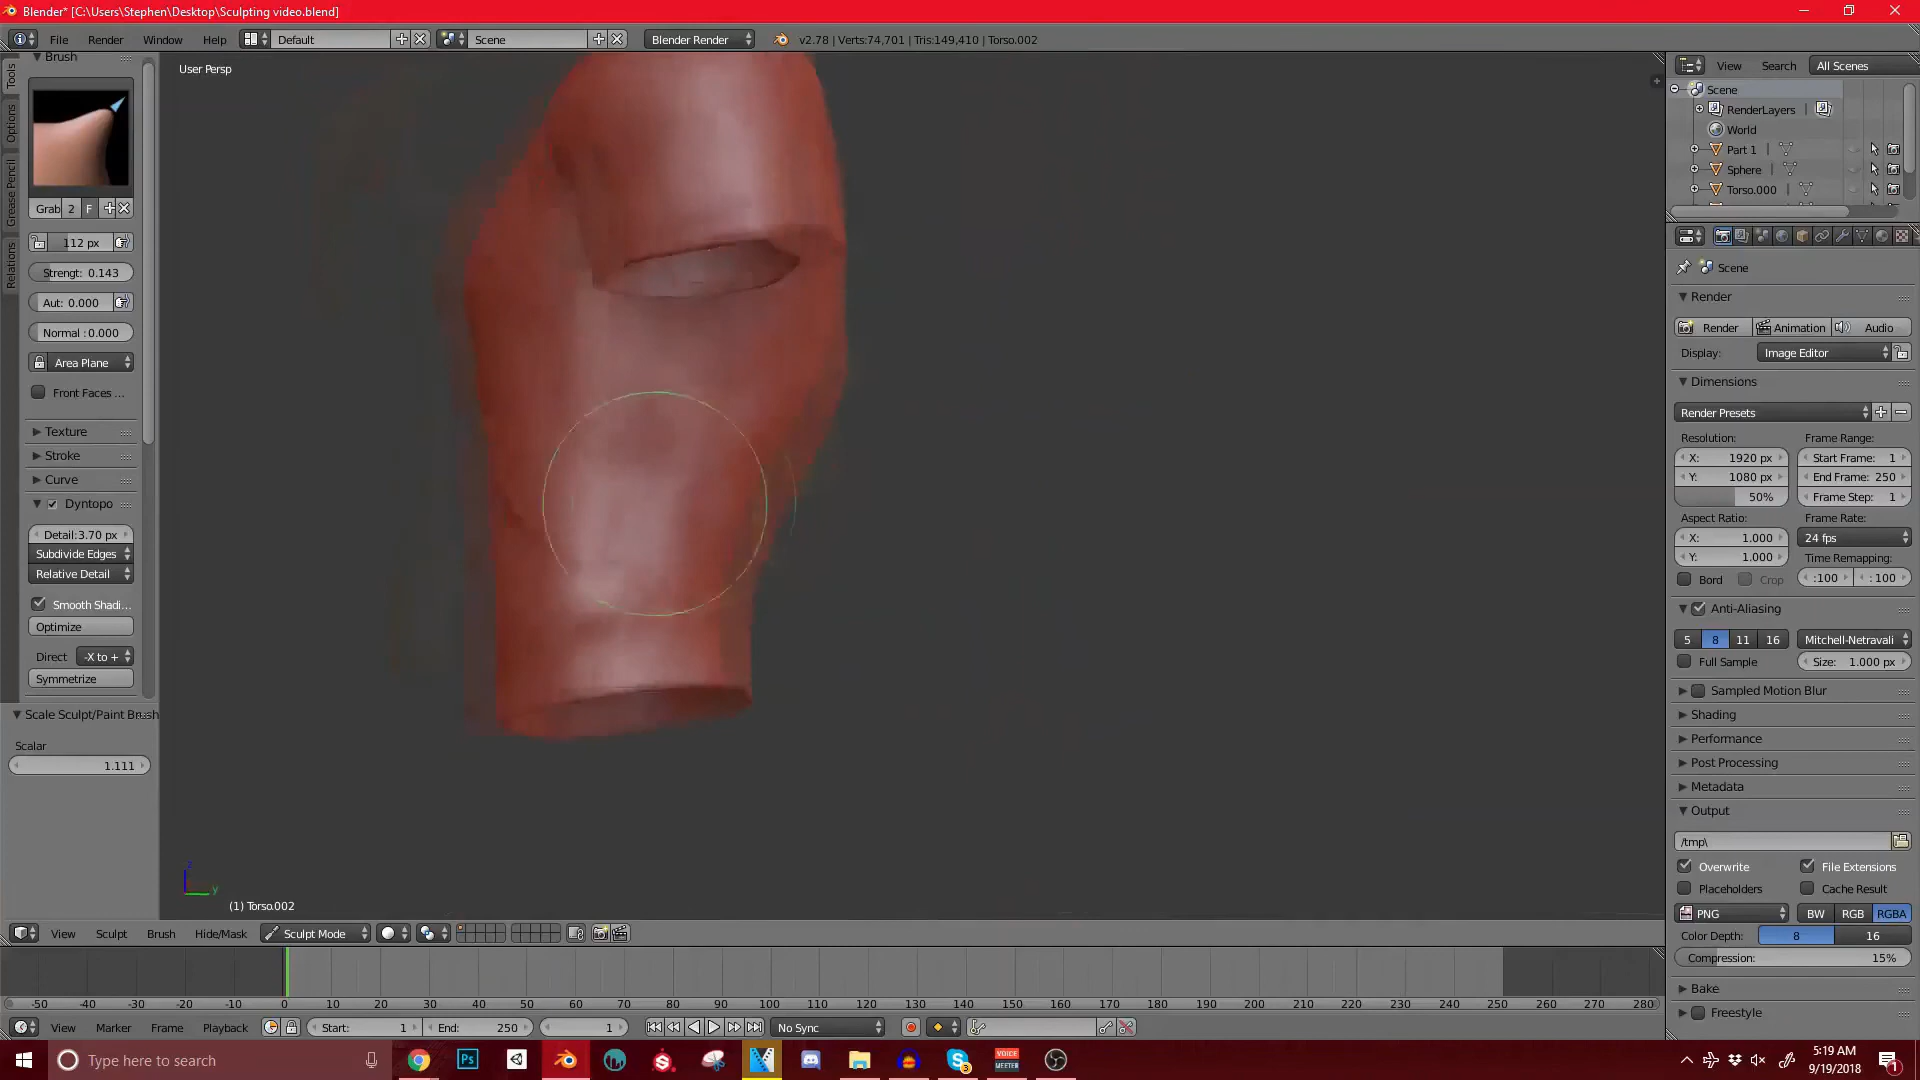 Blender* [C:\Users\Stephen\Desktop\Sculpting video.blend]
File Render Window Help Default Scene Blender Render v2.78 | Verts:74,701 | Tris:149,410 | Torso.002
Brush
User Persp
Tools
Options
Grease Pencil
Relations
Grab 2 F
112 px
Strengt: 0.143
Aut: 0.000
Normal :0.000
Area Plane
Front Faces ...
Texture
Stroke
Curve
Dyntopo
Detail:3.70 px
Subdivide Edges
Relative Detail
Smooth Shadi...
Optimize
Direct -X to +
Symmetrize
Scale Sculpt/Paint Brush
Scalar
1.111
z
y
(1) Torso.002
View Sculpt Brush Hide/Mask Sculpt Mode
View Search All Scenes
Scene
RenderLayers
World
Part 1
Sphere
Torso.000
Scene
Render
Render Animation Audio
Display: Image Editor
Dimensions
Render Presets
Resolution: Frame Range:
X: 1920 px Start Frame: 1
Y: 1080 px End Frame: 250
50% Frame Step: 1
Aspect Ratio: Frame Rate:
X: 1.000 24 fps
Y: 1.000 Time Remapping:
Bord Crop :100 : 100
Anti-Aliasing
5 8 11 16 Mitchell-Netravali
Full Sample Size: 1.000 px
Sampled Motion Blur
Shading
Performance
Post Processing
Metadata
Output
/tmp\
Overwrite File Extensions
Placeholders Cache Result
PNG BW RGB RGBA
Color Depth: 8 16
Compression: 15%
Bake
Freestyle
-50 -40 -30 -20 -10 0 10 20 30 40 50 60 70 80 90 100 110 120 130 140 150 160 170 180 190 200 210 220 230 240 250 260 270 280
View Marker Frame Playback Start: 1 End: 250 1 No Sync
Type here to search
Ps
VOICE
MEETER
3
5:19 AM
9/19/2018
1